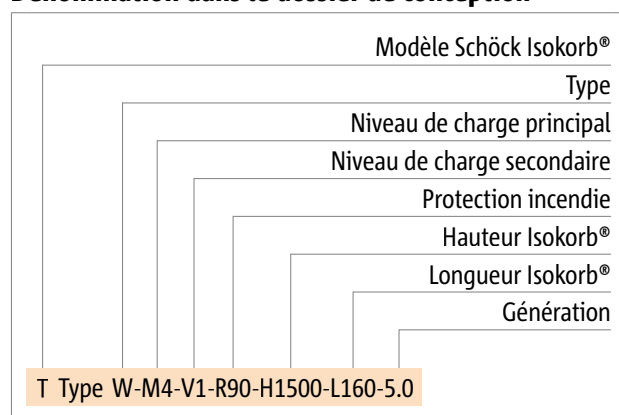 Modèle Schöck Isokorb®
Type
Niveau de charge principal
Niveau de charge secondaire
Protection incendie
Hauteur Isokorb®
Longueur Isokorb®
Génération
T Type W-M4-V1-R90-H1500-L160-5.0